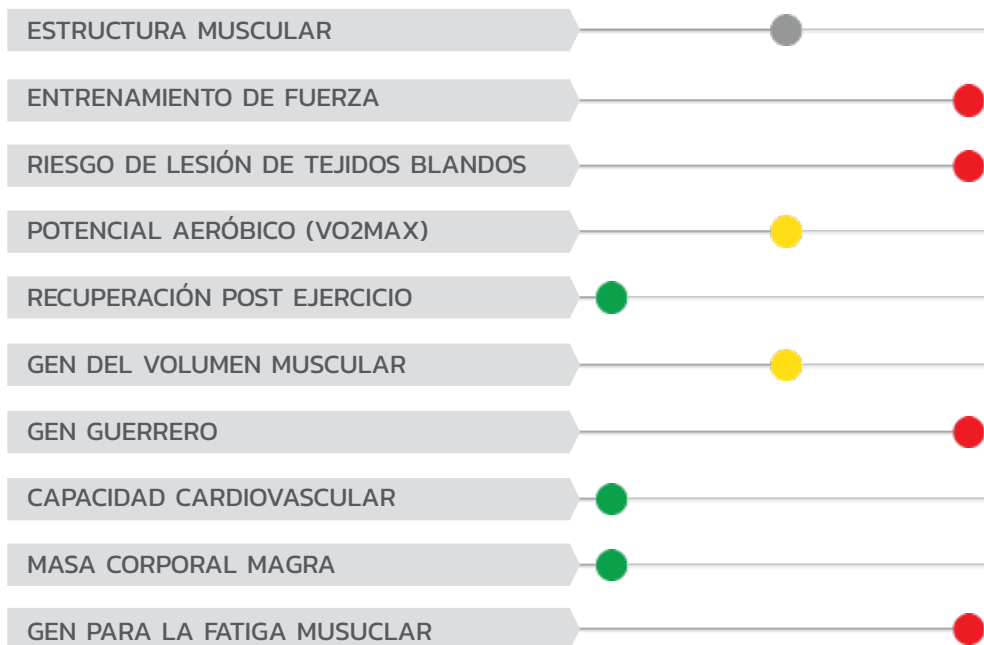 ESTRUCTURA MUSCULAR
ENTRENAMIENTO DE FUERZA
RIESGO DE LESIÓN DE TEJIDOS BLANDOS
POTENCIAL AERÓBICO (VO2MAX)
RECUPERACIÓN POST EJERCICIO
GEN DEL VOLUMEN MUSCULAR
GEN GUERRERO
CAPACIDAD CARDIOVASCULAR
MASA CORPORAL MAGRA
GEN PARA LA FATIGA MUSUCLAR